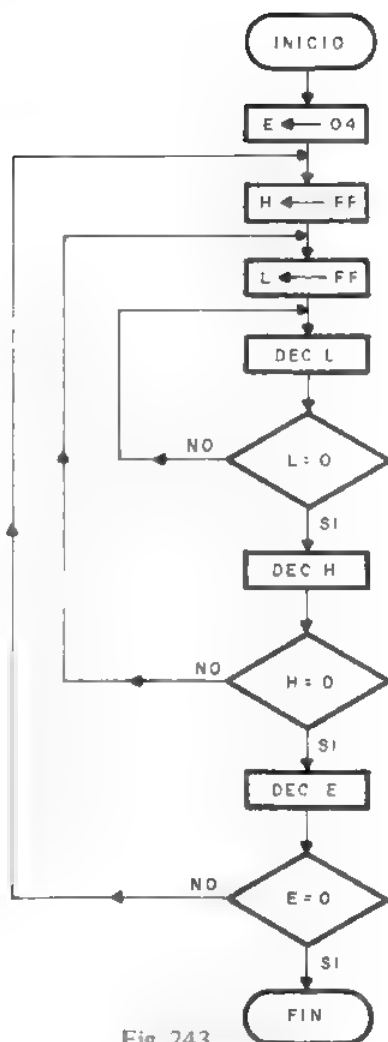 INICIO
E ← 04
H ← FF
L ← FF
DEC L
NO
L = 0
SI
DEC H
NO
H = 0
SI
DEC E
NO
E = 0
SI
FIN
Fig. 243